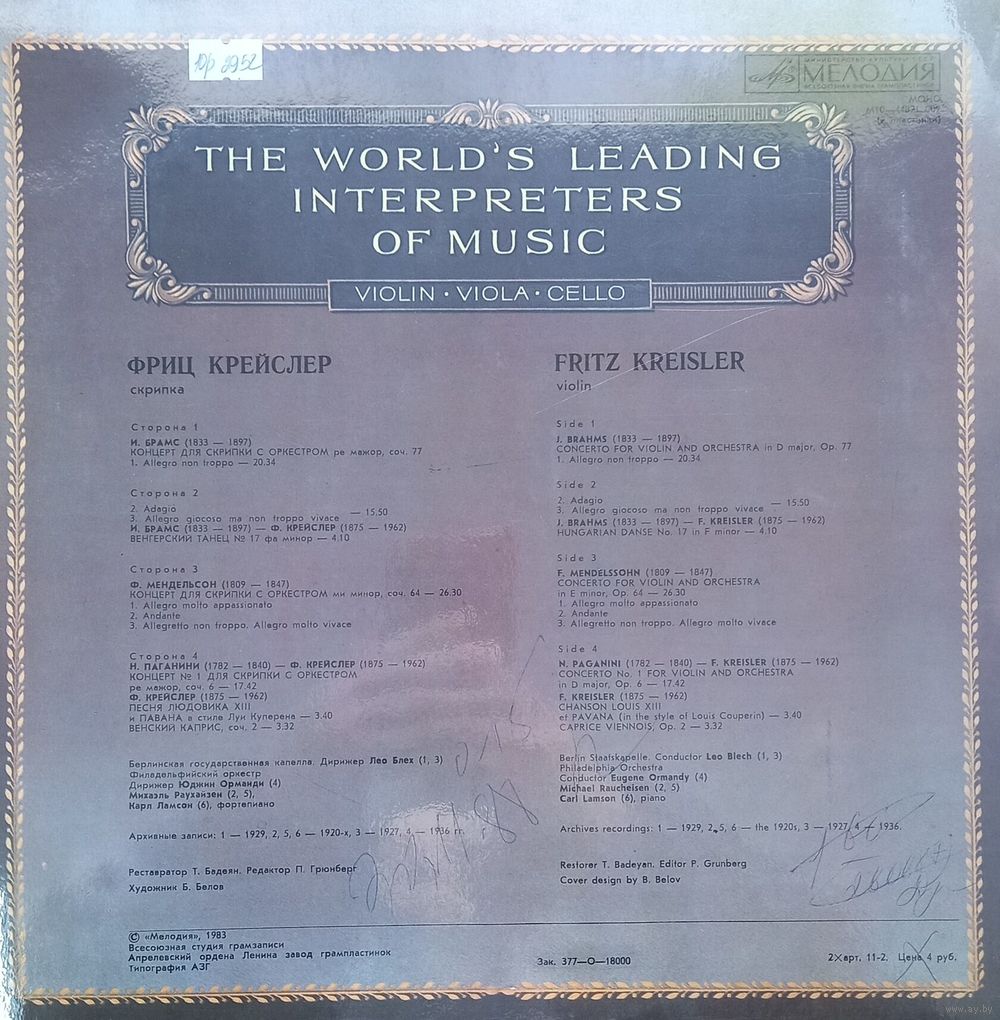 юр 2952
МИНИСТЕРСТВО КУЛЬТУРЫ СССР
МЕЛОДИЯ
ВСЕСОЮЗНАЯ ФИРМА ГРАМПЛАСТИНОК
МОНО
THE WORLD'S LEADING
INTERPRETERS
OF MUSIC
VIOLIN · VIOLA · CELLO
ФРИЦ КРЕЙСЛЕР
скрипка
Сторона 1
И. БРАМС (1833 — 1897)
КОНЦЕРТ ДЛЯ СКРИПКИ С ОРКЕСТРОМ ре мажор, соч. 77
1. Allegro non troppo — 20.34
Сторона 2
2. Adagio
3. Allegro giocoso ma non troppo vivace — 15.50
И. БРАМС (1833 — 1897) — Ф. КРЕЙСЛЕР (1875 — 1962)
ВЕНГЕРСКИЙ ТАНЕЦ № 17 фа минор — 4.10
Сторона 3
Ф. МЕНДЕЛЬСОН (1809 — 1847)
КОНЦЕРТ ДЛЯ СКРИПКИ С ОРКЕСТРОМ ми минор, соч. 64 — 26.30
1. Allegro molto appassionato
2. Andante
3. Allegretto non troppo. Allegro molto vivace
Сторона 4
Н. ПАГАНИНИ (1782 — 1840) — Ф. КРЕЙСЛЕР (1875 — 1962)
КОНЦЕРТ № 1 ДЛЯ СКРИПКИ С ОРКЕСТРОМ
ре мажор, соч. 6 — 17.42
Ф. КРЕЙСЛЕР (1875 — 1962)
ПЕСНЯ ЛЮДОВИКА XIII
и ПАВАНА в стиле Луи Куперена — 3.40
ВЕНСКИЙ КАПРИС, соч. 2 — 3.32
Берлинская государственная капелла. Дирижер Лео Блех (1, 3)
Филадельфийский оркестр
Дирижер Юджин Орманди (4)
Михаэль Раухайзен (2, 5),
Карл Ламсон (6), фортепиано
Архивные записи: 1 — 1929, 2, 5, 6 — 1920-х, 3 — 1927, 4 — 1936 гг.
Реставратор Т. Бадеян. Редактор П. Грюнберг
Художник Б. Белов
FRITZ KREISLER
violin
Side 1
J. BRAHMS (1833 — 1897)
CONCERTO FOR VIOLIN AND ORCHESTRA in D major, Op. 77
1. Allegro non troppo — 20.34
Side 2
2. Adagio
3. Allegro giocoso ma non troppo vivace — 15.50
J. BRAHMS (1833 — 1897) — F. KREISLER (1875 — 1962)
HUNGARIAN DANSE No. 17 in F minor — 4.10
Side 3
F. MENDELSSOHN (1809 — 1847)
CONCERTO FOR VIOLIN AND ORCHESTRA
in E minor, Op. 64 — 26.30
1. Allegro molto appassionato
2. Andante
3. Allegretto non troppo. Allegro molto vivace
Side 4
N. PAGANINI (1782 — 1840) — F. KREISLER (1875 — 1962)
CONCERTO No. 1 FOR VIOLIN AND ORCHESTRA
in D major, Op. 6 — 17.42
F. KREISLER (1875 — 1962)
CHANSON LOUIS XIII
et PAVANA (in the style of Louis Couperin) — 3.40
CAPRICE VIENNOIS, Op. 2 — 3.32
Berlin Staatskapelle. Conductor Leo Blech (1, 3)
Philadelphia Orchestra
Conductor Eugene Ormandy (4)
Michael Raucheisen (2, 5)
Carl Lamson (6), piano
Archives recordings: 1 — 1929, 2, 5, 6 — the 1920s, 3 — 1927, 4 — 1936.
Restorer T. Badeyan. Editor P. Grunberg
Cover design by B. Belov
© «Мелодия», 1983
Всесоюзная студия грамзаписи
Апрелевский ордена Ленина завод грампластинок
Типография АЗГ
Зак. 377—О—18000
2 арт. 11-2. Цена 4 руб.
www.ay.by